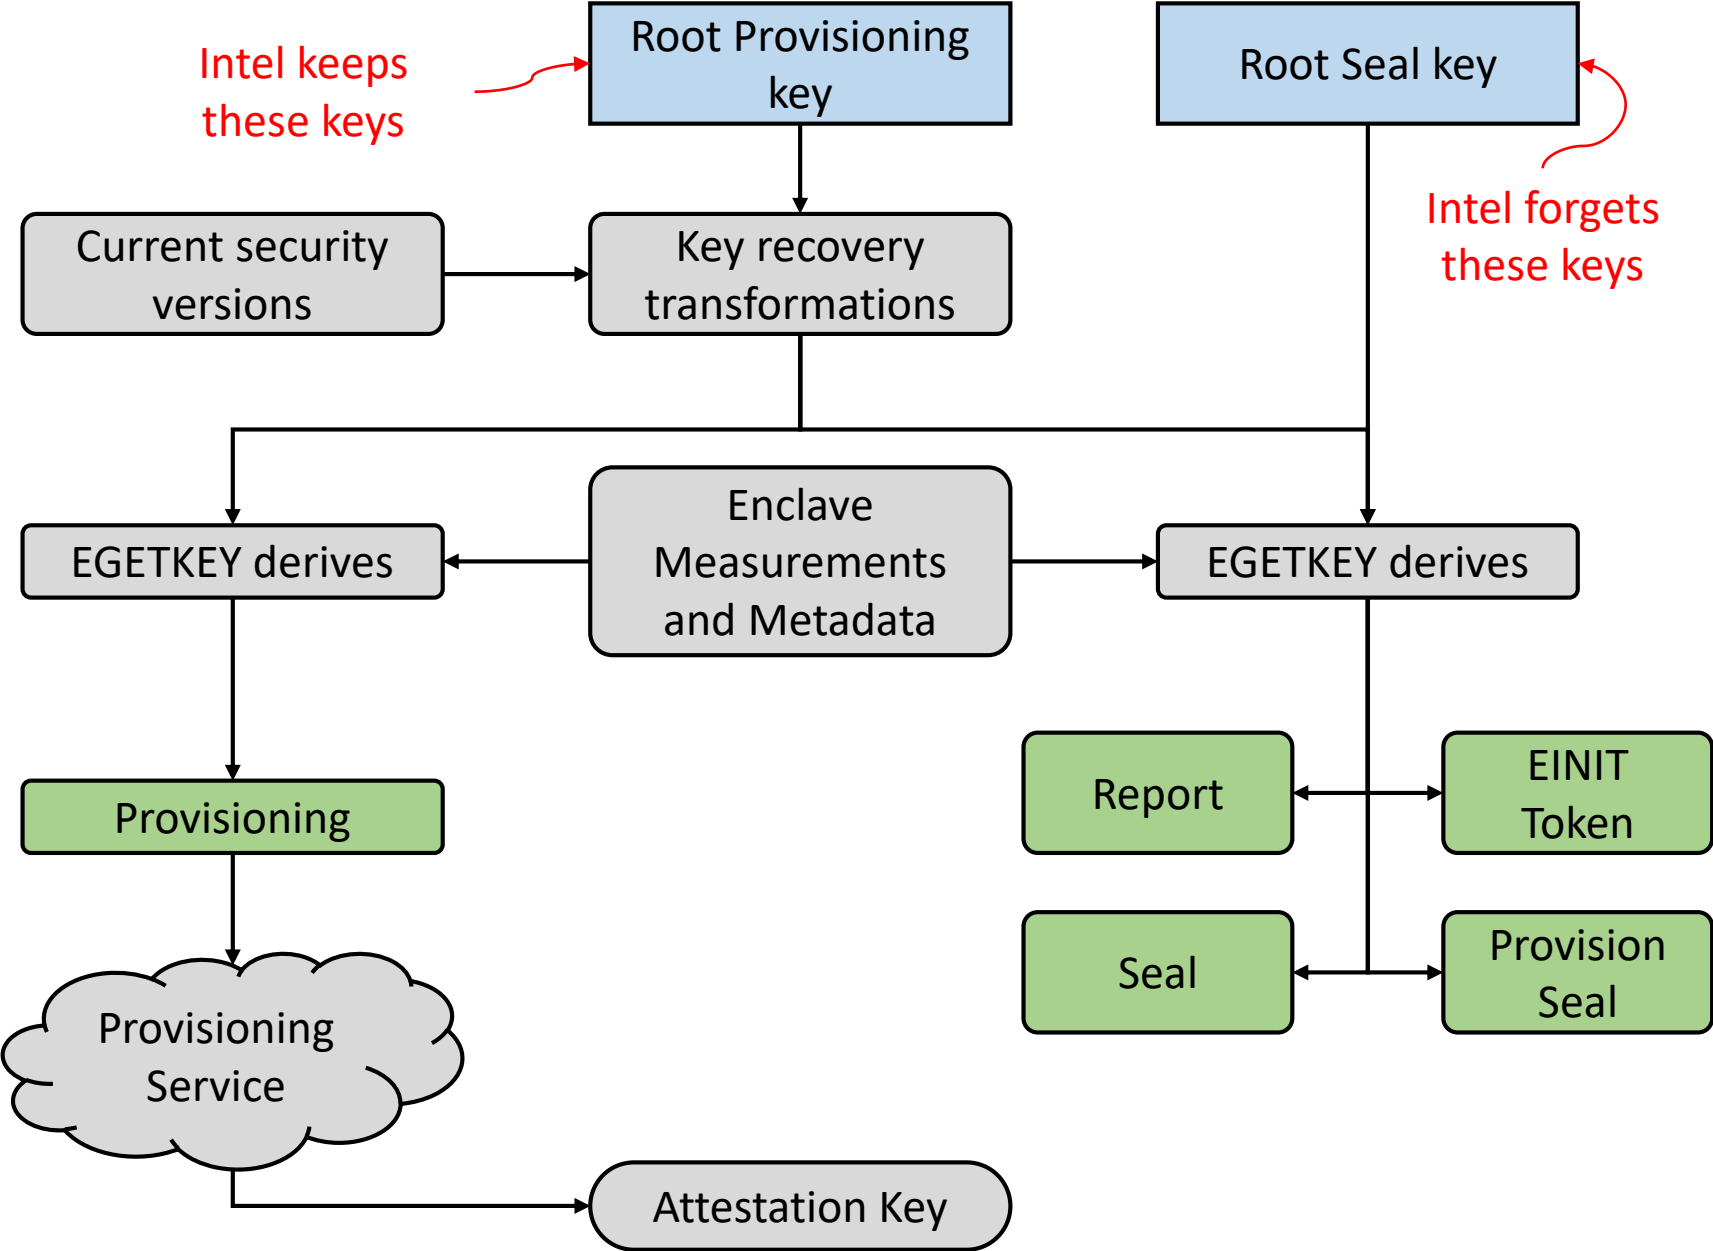 Intel keeps
these keys
Root Provisioning
key
Root Seal key
Intel forgets
these keys
Current security
versions
Key recovery
transformations
EGETKEY derives
Enclave
Measurements
and Metadata
EGETKEY derives
Provisioning
Report
EINIT
Token
Seal
Provision
Seal
Provisioning
Service
Attestation Key